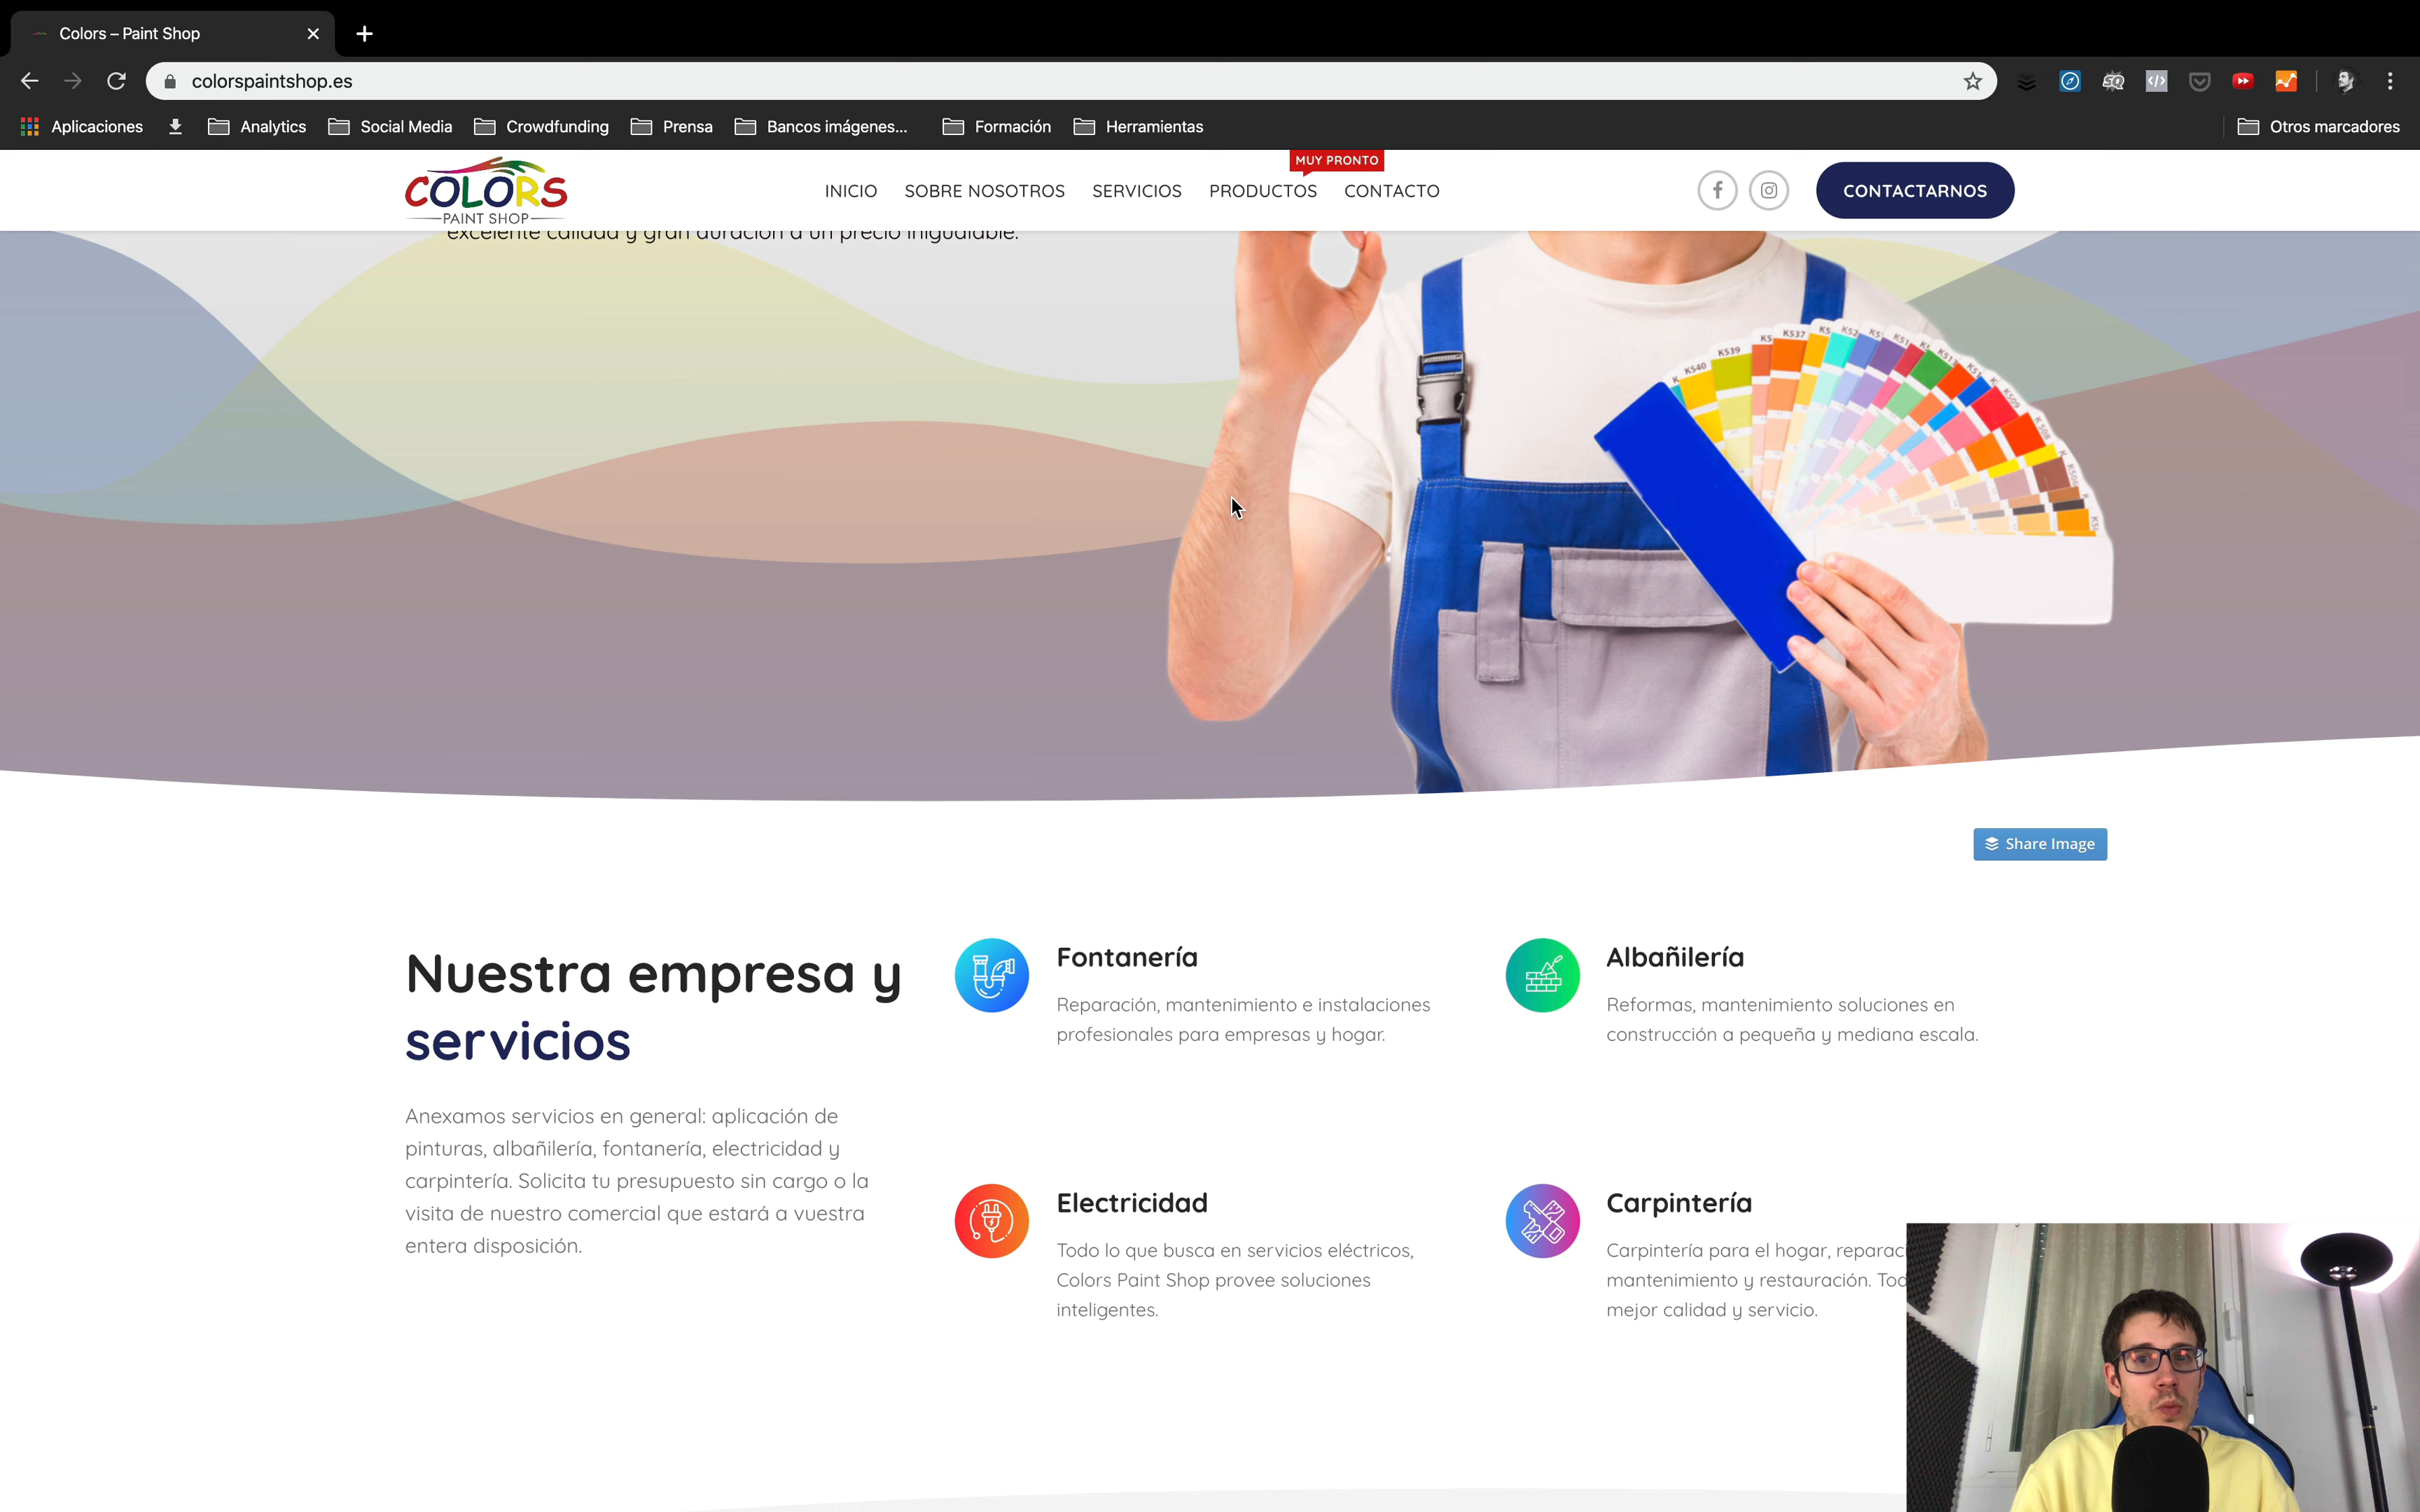 Colors – Paint Shop
colorspaintshop.es
Aplicaciones
Analytics
Social Media
Crowdfunding
Prensa
Bancos imágenes...
Formación
Herramientas
Otros marcadores
COLORS
PAINT SHOP
INICIO
SOBRE NOSOTROS
SERVICIOS
PRODUCTOS
MUY PRONTO
CONTACTO
CONTACTARNOS
excelente calidad y gran duración a un precio inigualable.
K540
K539
K537
Share Image
Nuestra empresa y
servicios
Anexamos servicios en general: aplicación de
pinturas, albañilería, fontanería, electricidad y
carpintería. Solicita tu presupuesto sin cargo o la
visita de nuestro comercial que estará a vuestra
entera disposición.
Fontanería
Reparación, mantenimiento e instalaciones
profesionales para empresas y hogar.
Albañilería
Reformas, mantenimiento soluciones en
construcción a pequeña y mediana escala.
Electricidad
Todo lo que busca en servicios eléctricos,
Colors Paint Shop provee soluciones
inteligentes.
Carpintería
Carpintería para el hogar,
mantenimiento y restauración.
mejor calidad y servicio.